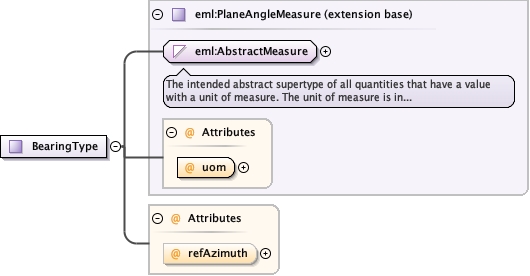 eml:PlaneAngleMeasure (extension base)
eml:AbstractMeasure
The intended abstract supertype of all quantities that have a value
with a unit of measure. The unit of measure is in...
BearingType
@ Attributes
@ uom
@ Attributes
@ refAzimuth